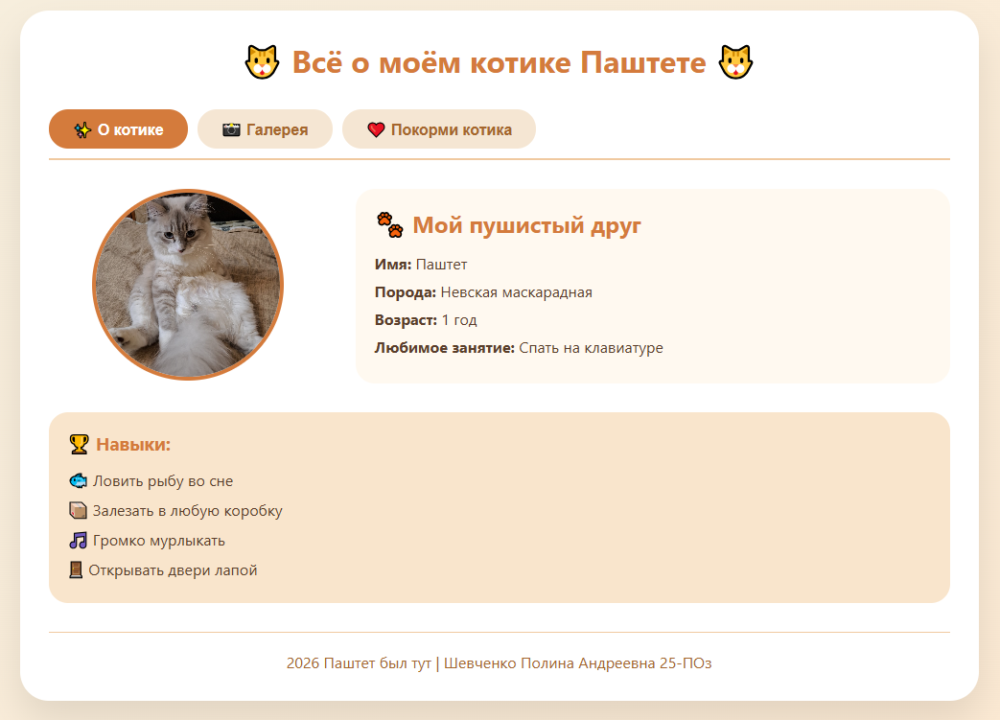 Всё о моём котике Паштете
О котике
Галерея
Покорми котика
Мой пушистый друг
Имя: Паштет
Порода: Невская маскарадная
Возраст: 1 год
Любимое занятие: Спать на клавиатуре
Навыки:
Ловить рыбу во сне
Залезать в любую коробку
Громко мурлыкать
Открывать двери лапой
2026 Паштет был тут | Шевченко Полина Андреевна 25-ПОз